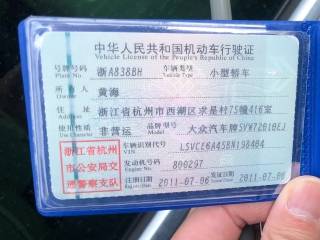 中华人民共和国机动车行驶证
Vehicle License of the People's Republic of China
号牌号码 浙A838BH 车辆类型 小型轿车
Plate No. Vehicle Type
所有人 黄海
Owner
住址 浙江省杭州市西湖区求是村75幢416室
Address
使用性质 非营运 品牌型号 大众汽车牌SVW72010EJ
Use Character Model
浙江省杭州
市公安局交
通警察支队
车辆识别代号
VIN
发动机号码 800297
Engine No.
注册日期 2011-07-06 发证日期 2011-07-06
Register Date Issue Date